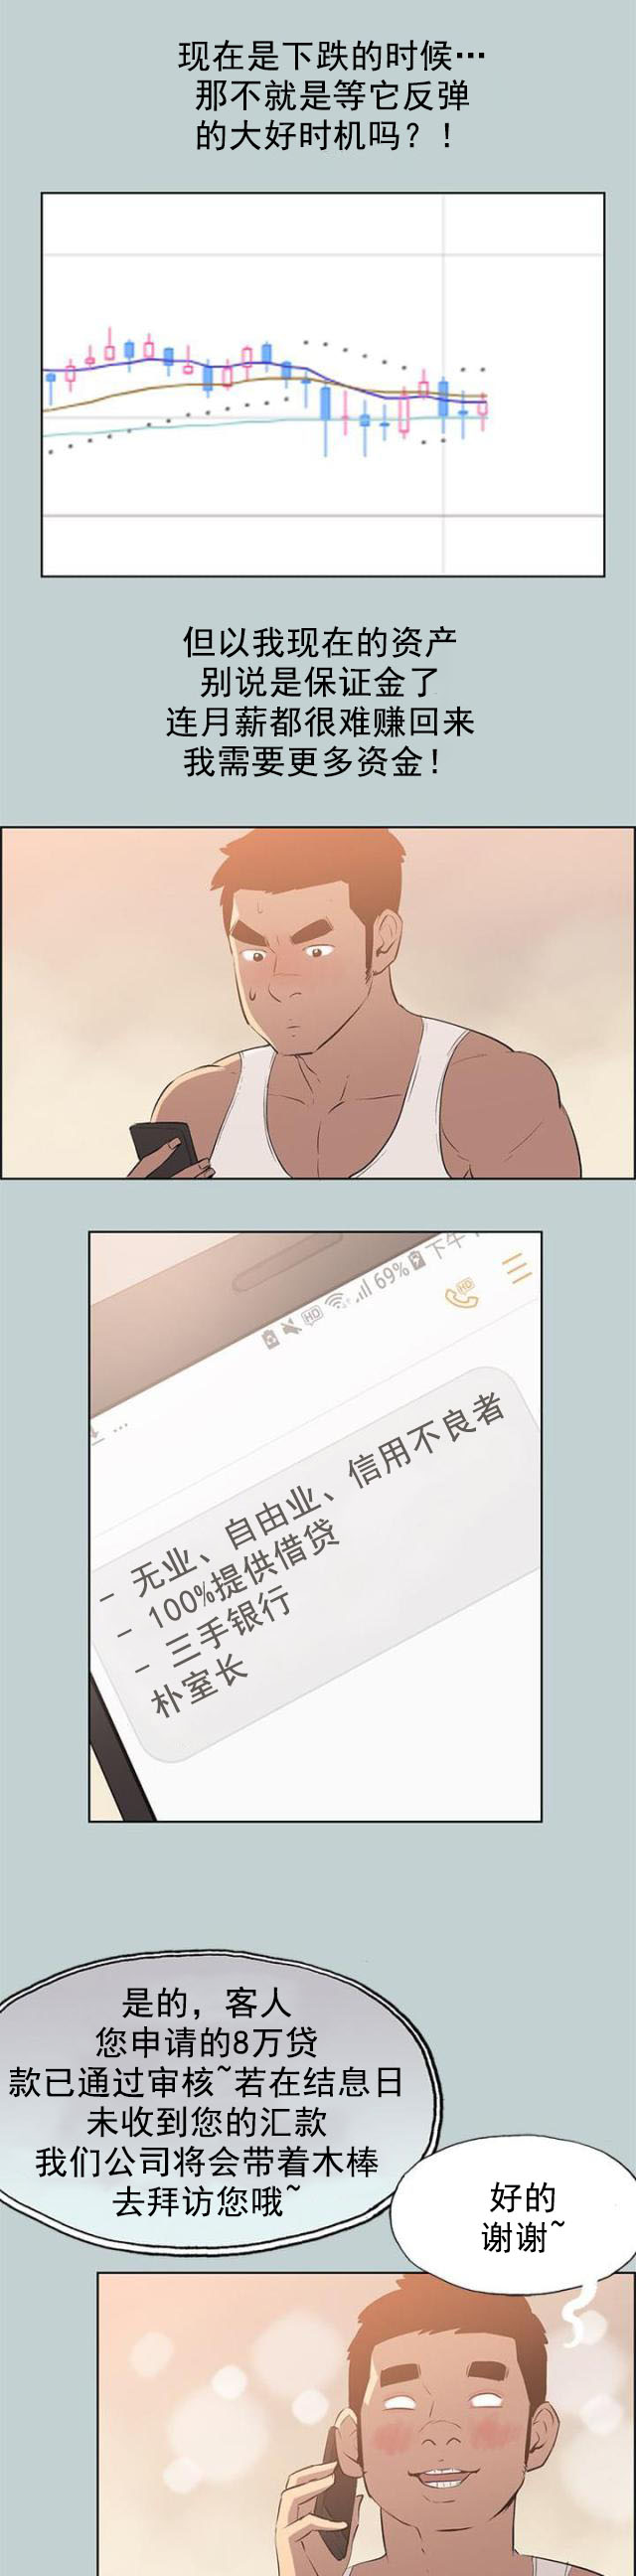 现在是下跌的时候…
那不就是等它反弹
的大好时机吗？！
但以我现在的资产
别说是保证金了
连月薪都很难赚回来
我需要更多资金！
HD 69% 下午
HD
- 无业、自由业、信用不良者
- 100%提供借贷
- 三手银行
朴室长
是的，客人
您申请的8万贷
款已通过审核~若在结息日
未收到您的汇款
我们公司将会带着木棒
去拜访您哦~
好的
谢谢~